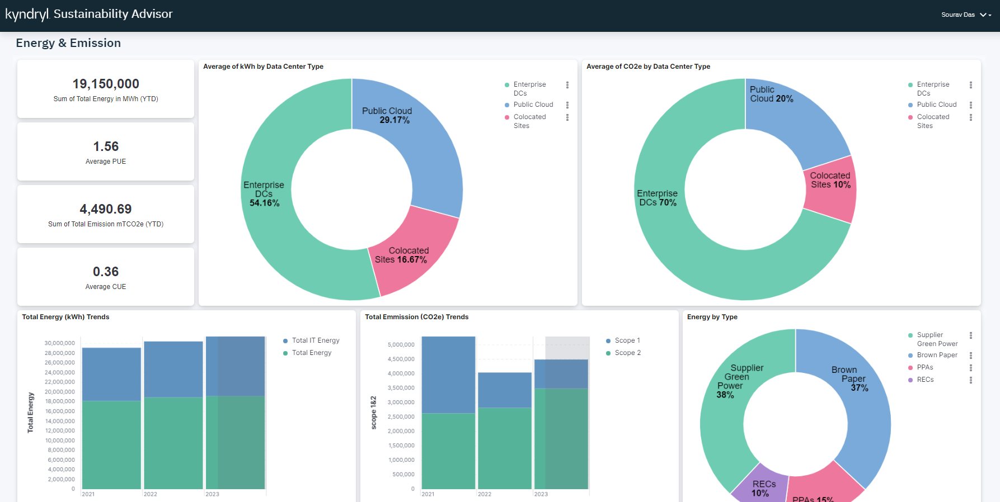 kyndryl. Sustainability Advisor
Sourav Das
Energy & Emission
19,150,000
Sum of Total Energy in MWh (YTD)
1.56
Average PUE
4,490.69
Sum of Total Emission mTCO2e (YTD)
0.36
Average CUE
Average of kWh by Data Center Type
Public Cloud
29.17%
Enterprise
DCs
54.16%
Colocated
Sites 16.67%
Enterprise
DCs
Public Cloud
Colocated
Sites
Average of CO2e by Data Center Type
Public
Cloud 20%
Colocated
Sites 10%
Enterprise
DCs 70%
Enterprise
DCs
Public Cloud
Colocated
Sites
Total Energy (kWh) Trends
Total Energy
30,000,000
28,000,000
26,000,000
24,000,000
22,000,000
20,000,000
18,000,000
16,000,000
14,000,000
12,000,000
10,000,000
8,000,000
6,000,000
4,000,000
2,000,000
0
2021
2022
2023
Total IT Energy
Total Energy
Total Emmission (CO2e) Trends
scope 1&2
5,000,000
4,500,000
4,000,000
3,500,000
3,000,000
2,500,000
2,000,000
1,500,000
1,000,000
500,000
0
2021
2022
2023
Scope 1
Scope 2
Energy by Type
Supplier
Green
Power
38%
Brown
Paper
37%
RECs
10%
PPAs 15%
Supplier
Green Power
Brown Paper
PPAs
RECs